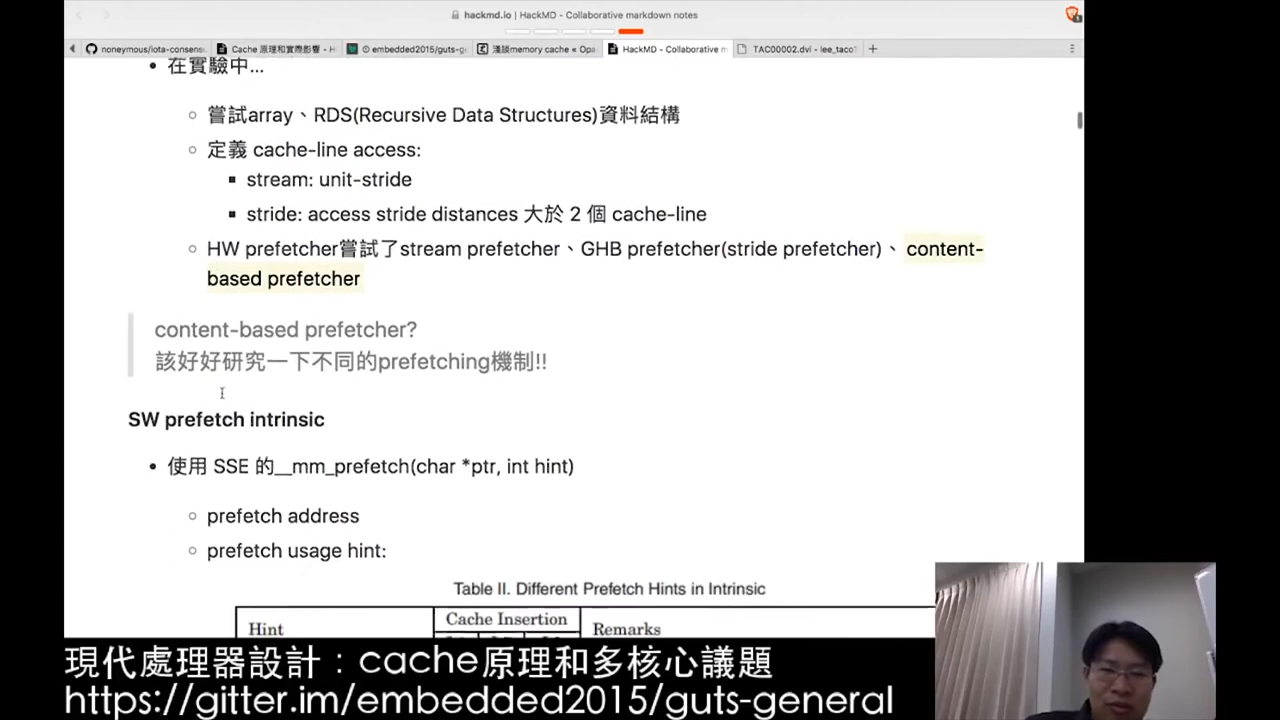 hackmd.io | HackMD - Collaborative markdown notes
noneymous/iota-consensu
Cache 原理和實際影響 - H
embedded2015/guts-g
淺談memory cache « Opa
HackMD - Collaborative m
TAC00002.dvi - lee_taco
在實驗中...
嘗試array、RDS(Recursive Data Structures)資料結構
定義 cache-line access:
stream: unit-stride
stride: access stride distances 大於 2 個 cache-line
HW prefetcher嘗試了stream prefetcher、GHB prefetcher(stride prefetcher)、 content-
based prefetcher
content-based prefetcher?
該好好研究一下不同的prefetching機制!!
SW prefetch intrinsic
使用 SSE 的__mm_prefetch(char *ptr, int hint)
prefetch address
prefetch usage hint:
Table II. Different Prefetch Hints in Intrinsic
Hint
Cache Insertion
Remarks
現代處理器設計：cache原理和多核心議題
https://gitter.im/embedded2015/guts-general